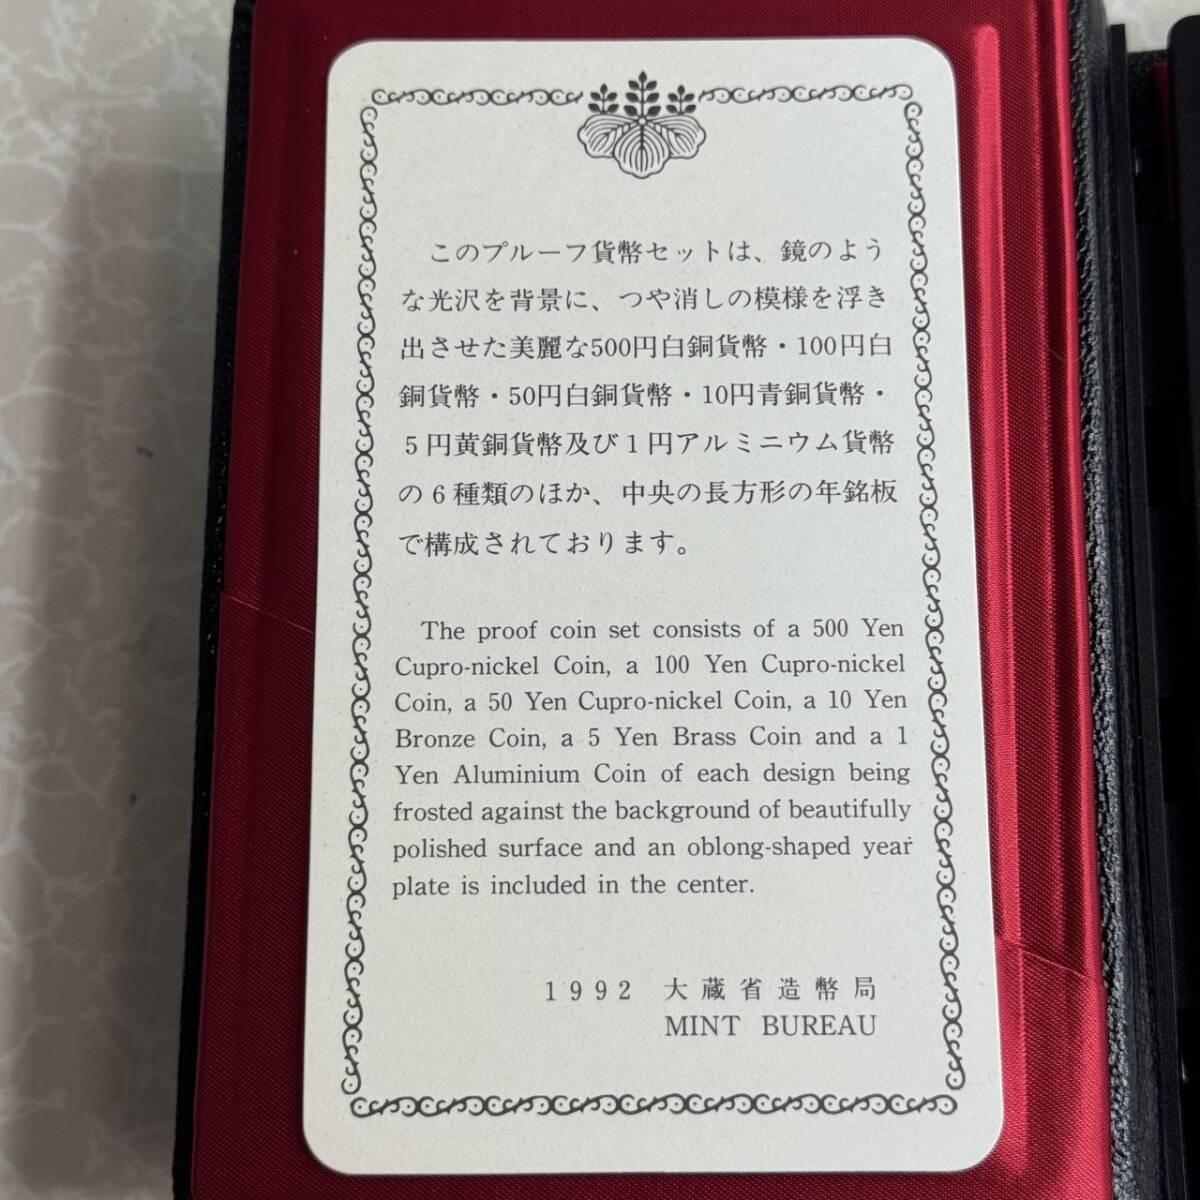 このプルーフ貨幣セットは、鏡のよう
な光沢を背景に、つや消しの模様を浮き
出させた美麗な500円白銅貨幣・100円白
銅貨幣・50円白銅貨幣・10円青銅貨幣・
5円黄銅貨幣及び1円アルミニウム貨幣
の6種類のほか、中央の長方形の年銘板
で構成されております。
The proof coin set consists of a 500 Yen
Cupro-nickel Coin, a 100 Yen Cupro-nickel
Coin, a 50 Yen Cupro-nickel Coin, a 10 Yen
Bronze Coin, a 5 Yen Brass Coin and a 1
Yen Aluminium Coin of each design being
frosted against the background of beautifully
polished surface and an oblong-shaped year
plate is included in the center.
1992 大蔵省造幣局
MINT BUREAU